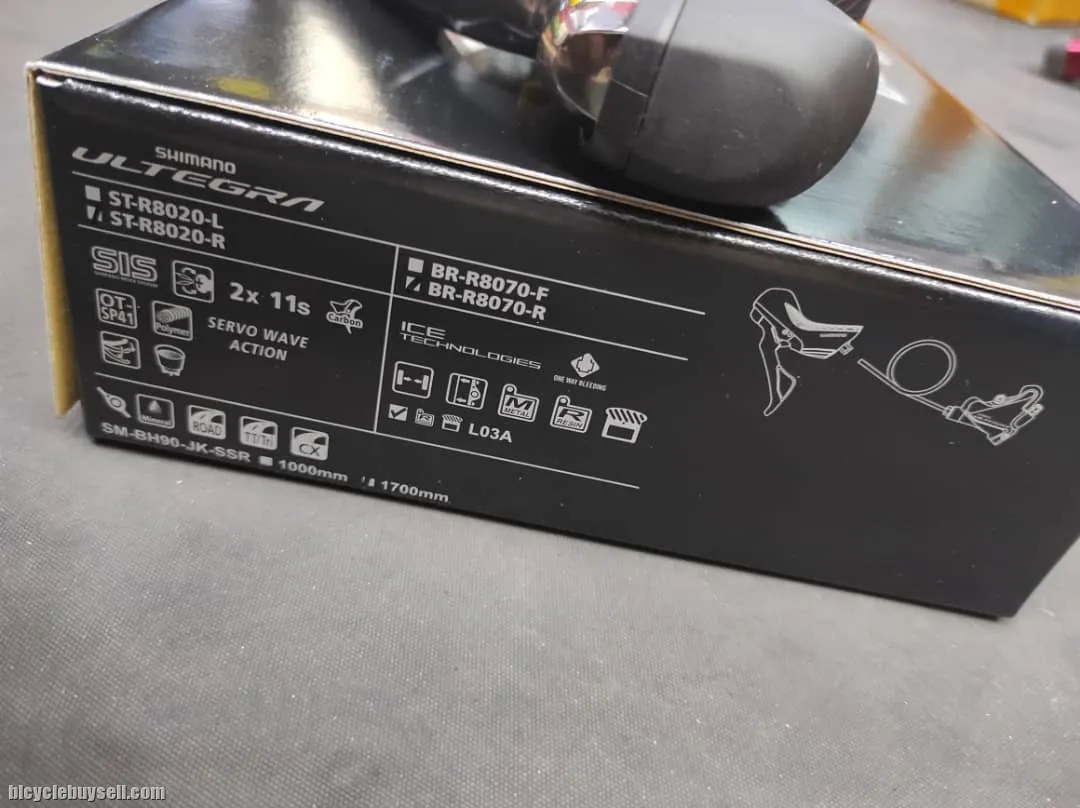 SHIMANO
ULTEGRA
ST-R8020-L
ST-R8020-R
SIS
2x 11s
Carbon
OT-
SP41
Polymer
SERVO WAVE
ACTION
Mineral
ROAD
TT/Tri
CX
SM-BH90-JK-SSR 1000mm 1700mm
BR-R8070-F
BR-R8070-R
ICE
TECHNOLOGIES
ONE WAY BLEEDING
M
METAL
R
RESIN
R
L03A
bicyclebuysell.com